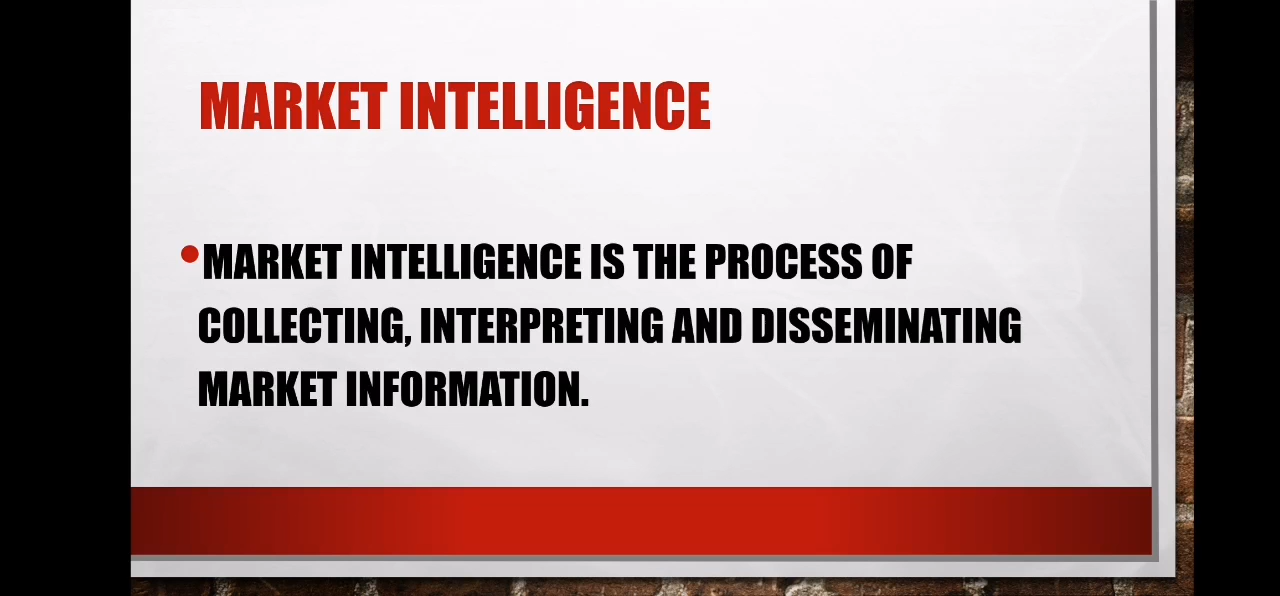 MARKET INTELLIGENCE
•MARKET INTELLIGENCE IS THE PROCESS OF
COLLECTING, INTERPRETING AND DISSEMINATING
MARKET INFORMATION.